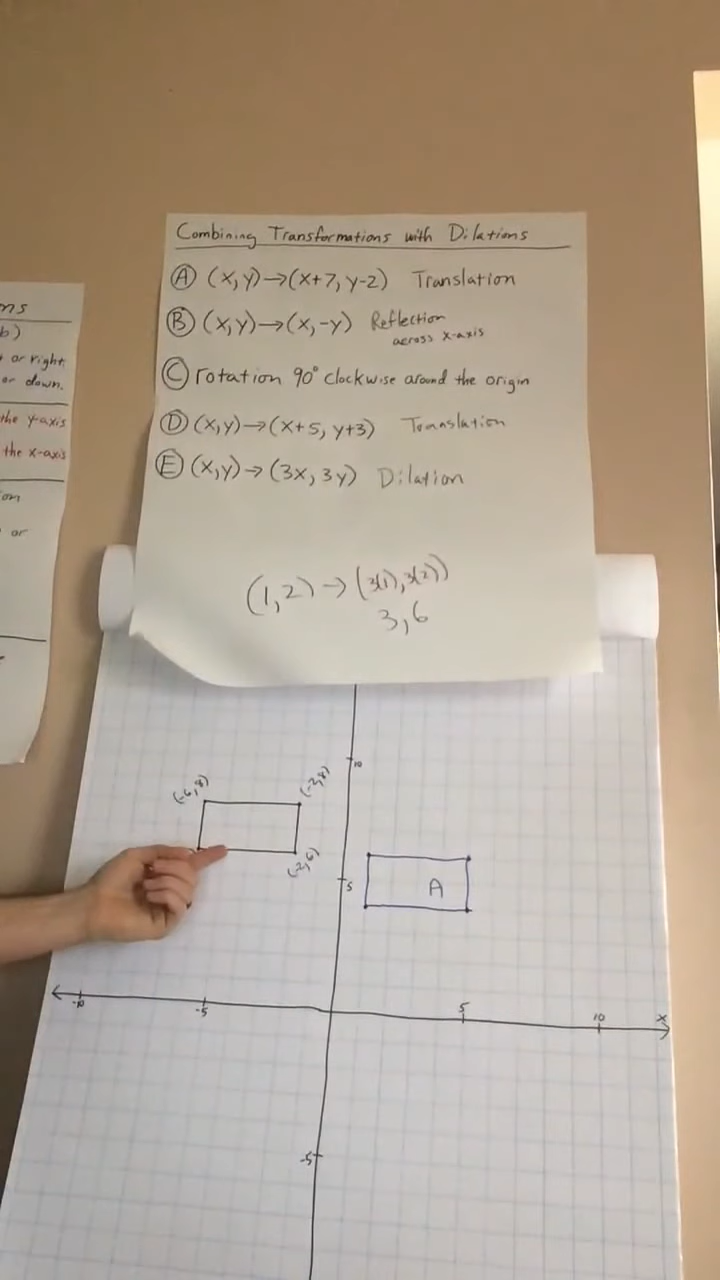 Combining Transformations with Dilations
Ⓐ (x,y)→(x+7, y-2) Translation
Ⓑ (x,y)→(x,-y) Reflection
across x-axis
Ⓒ rotation 90° clockwise around the origin
Ⓓ (x,y)→(x+5, y+3) Translation
Ⓔ (x,y)→(3x, 3y) Dilation
(1,2)→(3(1),3(2))
3,6
ns
b)
or right
or down.
the y-axis
the x-axis
or
10
(-6,8)
(-2,8)
(-2,6)
5
A
-10
-5
5
10
x
-5